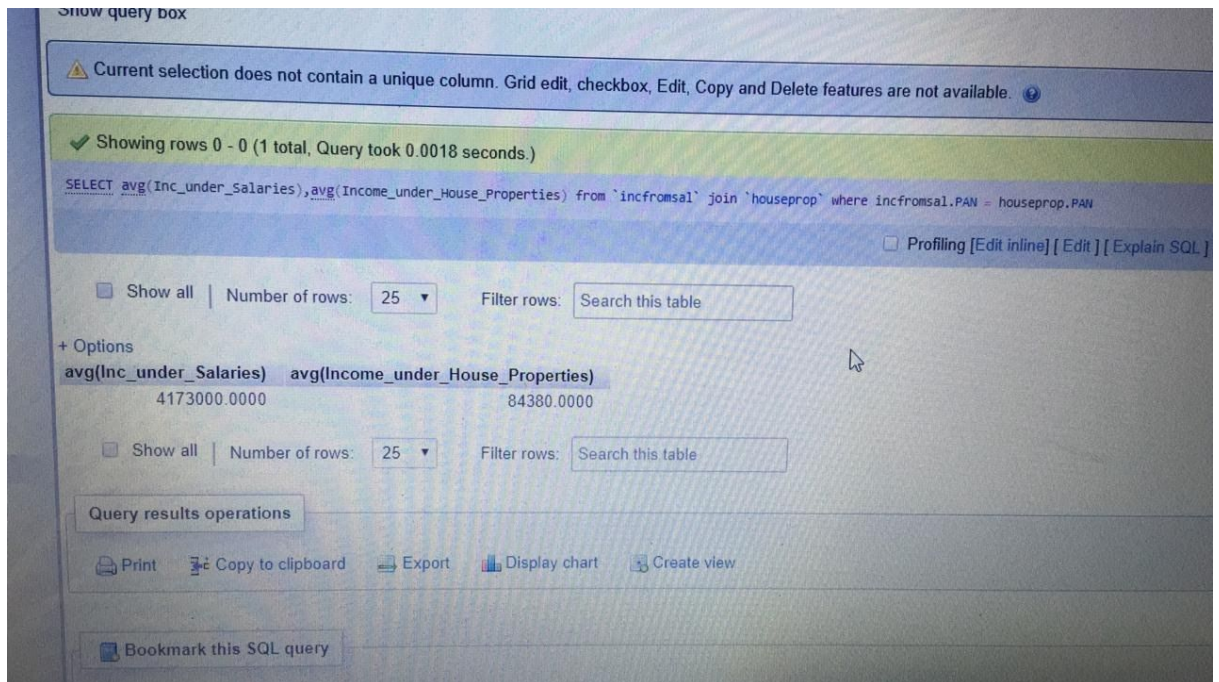 Show query box
Current selection does not contain a unique column. Grid edit, checkbox, Edit, Copy and Delete features are not available.
Showing rows 0 - 0 (1 total, Query took 0.0018 seconds.)
SELECT avg(Inc_under_Salaries),avg(Income_under_House_Properties) from `incfromsal` join `houseprop` where incfromsal.PAN = houseprop.PAN
Profiling [Edit inline] [ Edit ] [ Explain SQL ]
Show all | Number of rows: 25 Filter rows: Search this table
+ Options
avg(Inc_under_Salaries) avg(Income_under_House_Properties)
4173000.0000 84380.0000
Show all | Number of rows: 25 Filter rows: Search this table
Query results operations
Print Copy to clipboard Export Display chart Create view
Bookmark this SQL query